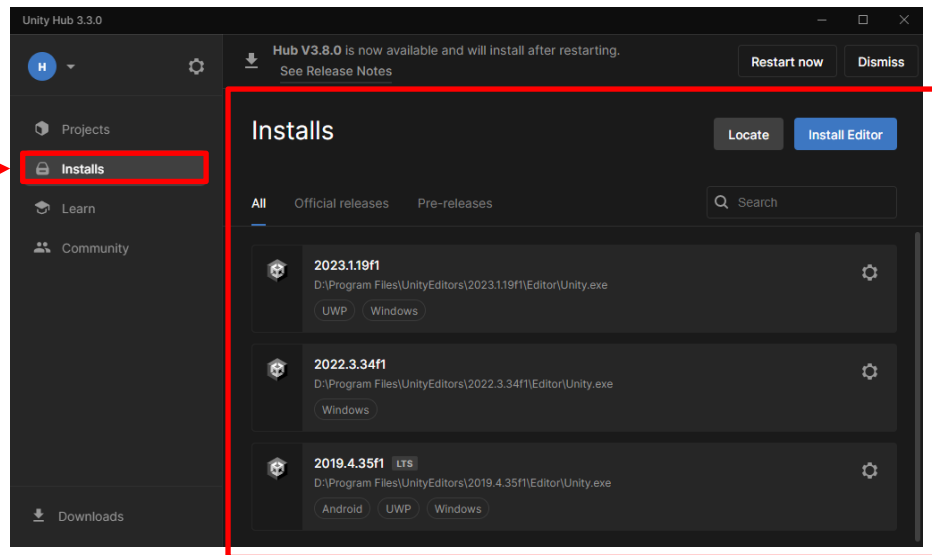 Unity Hub 3.3.0
H
Hub V3.8.0 is now available and will install after restarting.
See Release Notes
Restart now
Dismiss
Projects
Installs
Learn
Community
Downloads
Installs
Locate
Install Editor
All
Official releases
Pre-releases
Search
2023.1.19f1
D:\Program Files\UnityEditors\2023.1.19f1\Editor\Unity.exe
UWP
Windows
2022.3.34f1
D:\Program Files\UnityEditors\2022.3.34f1\Editor\Unity.exe
Windows
2019.4.35f1 LTS
D:\Program Files\UnityEditors\2019.4.35f1\Editor\Unity.exe
Android
UWP
Windows